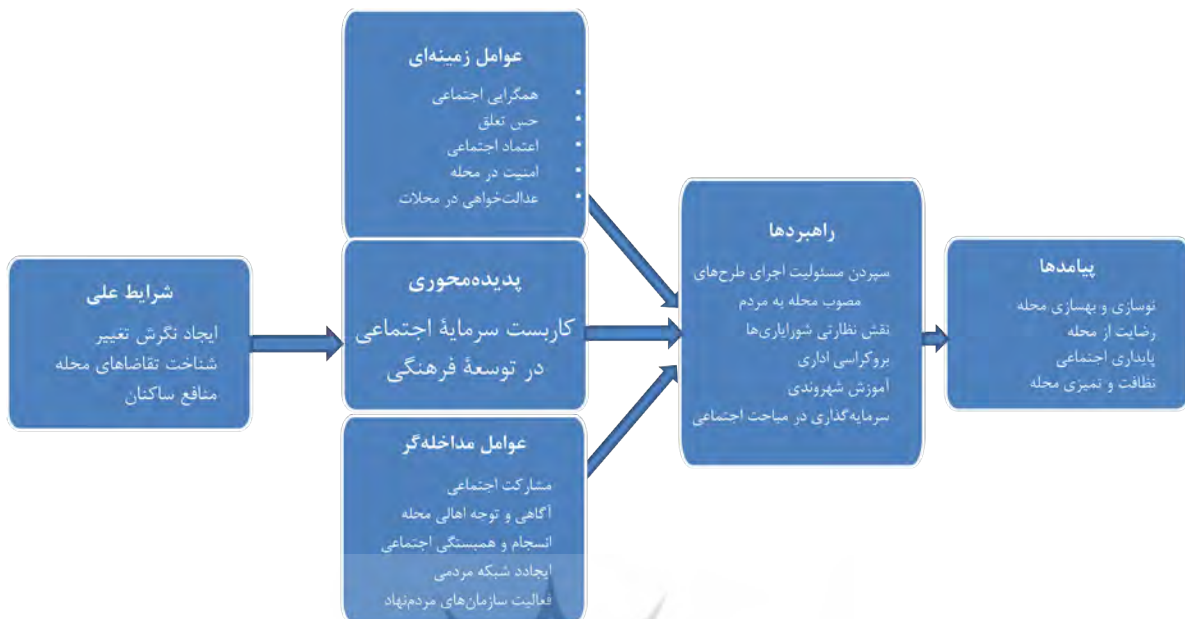 عوامل زمینه‌ای
▪ همگرایی اجتماعی
▪ حس تعلق
▪ اعتماد اجتماعی
▪ امنیت در محله
▪ عدالت‌خواهی در محلات
شرایط علی
ایجاد نگرش تغییر
شناخت تقاضاهای محله
منافع ساکنان
پدیده‌محوری
کاربست سرمایهٔ اجتماعی
در توسعهٔ فرهنگی
عوامل مداخله‌گر
مشارکت اجتماعی
آگاهی و توجه اهالی محله
انسجام و همبستگی اجتماعی
ایجادد شبکه مردمی
فعالیت سازمان‌های مردم‌نهاد
راهبردها
سپردن مسئولیت اجرای طرح‌های
مصوب محله به مردم
نقش نظارتی شورایاری‌ها
بروکراسی اداری
آموزش شهروندی
سرمایه‌گذاری در مباحث اجتماعی
پیامدها
نوسازی و بهسازی محله
رضایت از محله
پایداری اجتماعی
نظافت و تمیزی محله